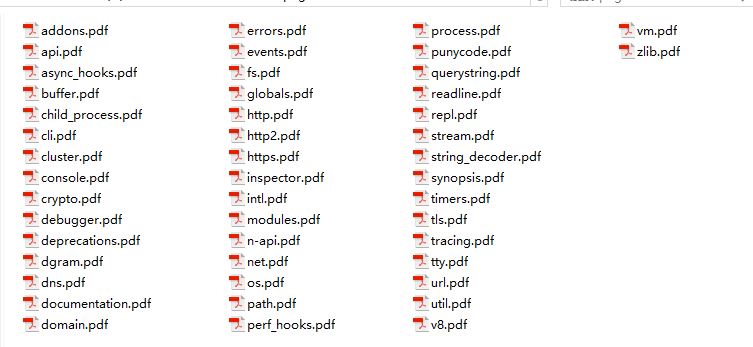 addons.pdf
api.pdf
async_hooks.pdf
buffer.pdf
child_process.pdf
cli.pdf
cluster.pdf
console.pdf
crypto.pdf
debugger.pdf
deprecations.pdf
dgram.pdf
dns.pdf
documentation.pdf
domain.pdf
errors.pdf
events.pdf
fs.pdf
globals.pdf
http.pdf
http2.pdf
https.pdf
inspector.pdf
intl.pdf
modules.pdf
n-api.pdf
net.pdf
os.pdf
path.pdf
perf_hooks.pdf
process.pdf
punycode.pdf
querystring.pdf
readline.pdf
repl.pdf
stream.pdf
string_decoder.pdf
synopsis.pdf
timers.pdf
tls.pdf
tracing.pdf
tty.pdf
url.pdf
util.pdf
v8.pdf
vm.pdf
zlib.pdf